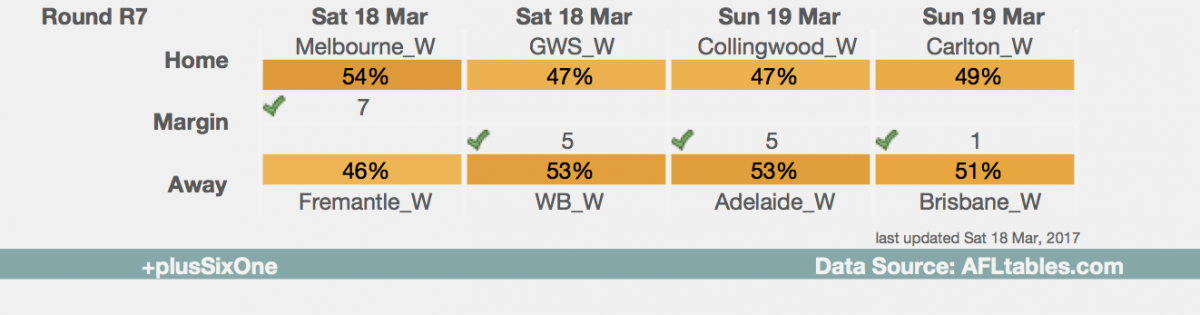 Round R7 Sat 18 Mar Sat 18 Mar Sun 19 Mar Sun 19 Mar
Melbourne_W GWS_W Collingwood_W Carlton_W
Home
54% 47% 47% 49%
7
Margin
5 5 1
46% 53% 53% 51%
Away
Fremantle_W WB_W Adelaide_W Brisbane_W
last updated Sat 18 Mar, 2017
+plusSixOne Data Source: AFLtables.com